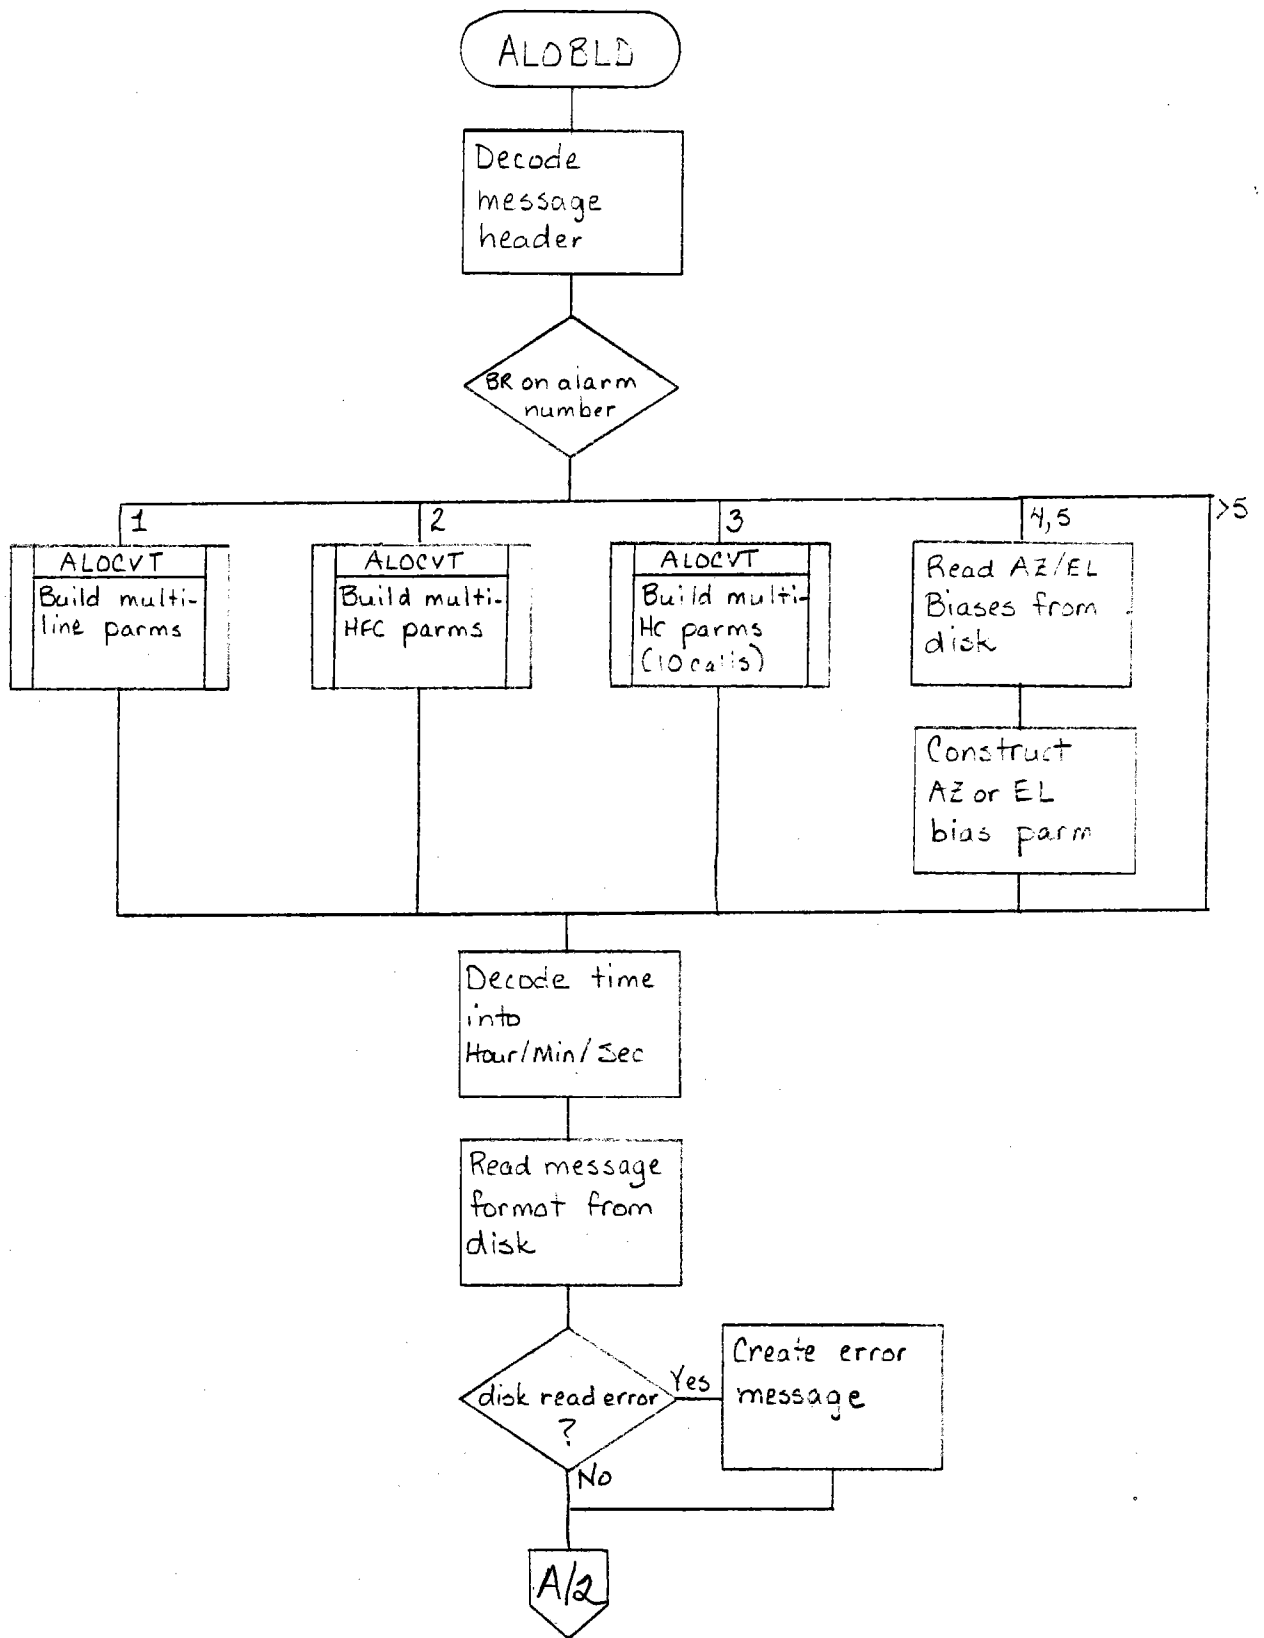 ALOBLD
Decode
message
header
BR on alarm
number
1
2
3
4,5
>5
ALOCVT
Build multi-
line parms
ALOCVT
Build multi-
HFC parms
ALOCVT
Build multi-
HC parms
(10 calls)
Read AZ/EL
Biases from
disk
Construct
AZ or EL
bias parm
Decode time
into
Hour/Min/Sec
Read message
format from
disk
disk read error
?
Yes
No
Create error
message
A/2